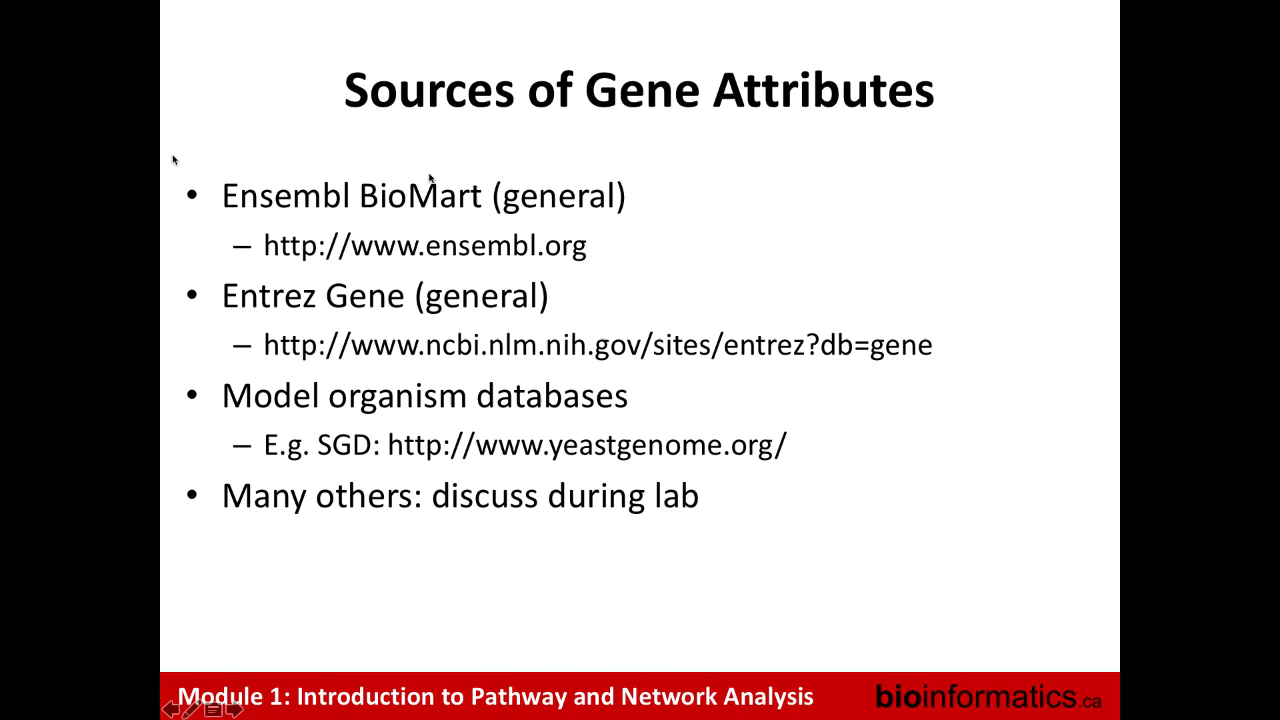 Sources of Gene Attributes
• Ensembl BioMart (general)
– http://www.ensembl.org
• Entrez Gene (general)
– http://www.ncbi.nlm.nih.gov/sites/entrez?db=gene
• Model organism databases
– E.g. SGD: http://www.yeastgenome.org/
• Many others: discuss during lab
Module 1: Introduction to Pathway and Network Analysis
bioinformatics.ca